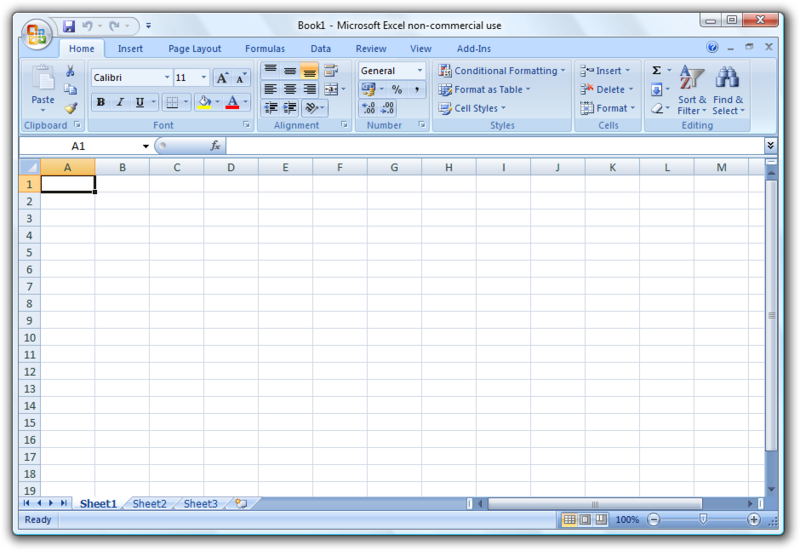 Book1 - Microsoft Excel non-commercial use
Home Insert Page Layout Formulas Data Review View Add-Ins
Paste
Clipboard
Calibri 11 A A
B I U A
Font
Alignment
General
% ,
.0 .00
.00 .0
Number
Conditional Formatting
Format as Table
Cell Styles
Styles
Insert
Delete
Format
Cells
Σ
A
Z
Sort & Filter
Find & Select
Editing
A1 fx
A B C D E F G H I J K L M
1
2
3
4
5
6
7
8
9
10
11
12
13
14
15
16
17
18
19
Sheet1 Sheet2 Sheet3
Ready 100%